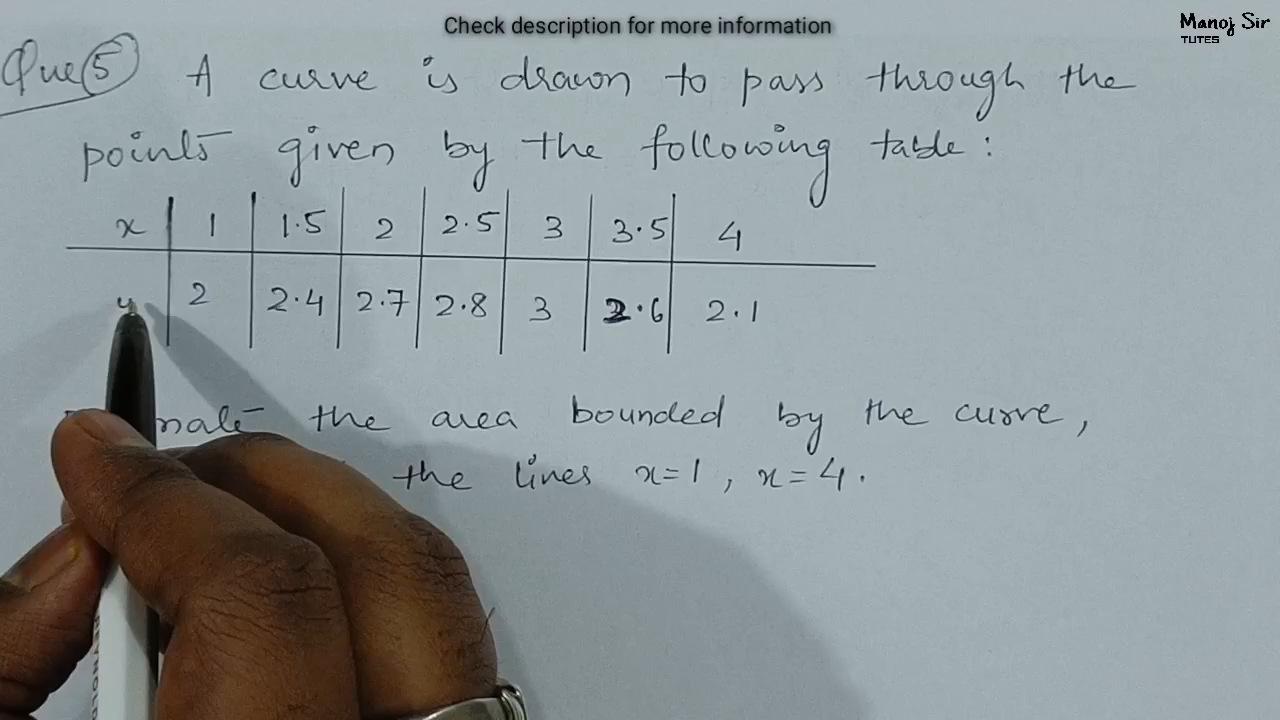 Check description for more information
Manoj Sir
TUTES
Que 5 A curve is drawn to pass through the
points given by the following table :
x 1 1.5 2 2.5 3 3.5 4
y 2 2.4 2.7 2.8 3 2.6 2.1
the area bounded by the curve,
the lines x=1, x=4.